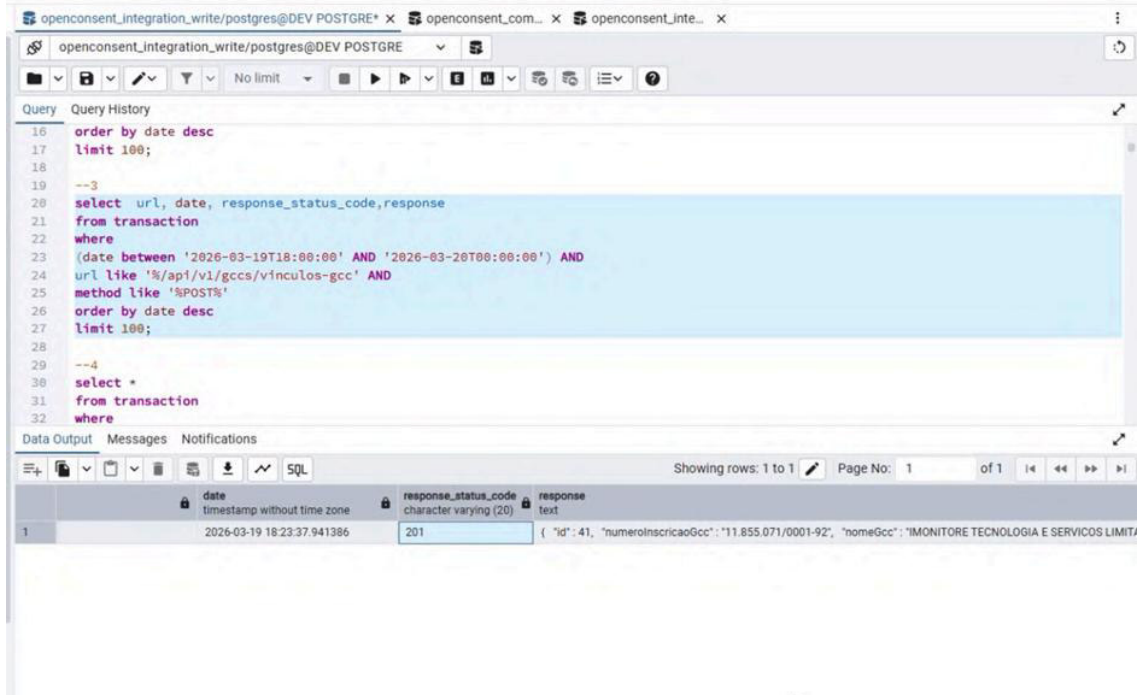 openconsent_integration_write/postgres@DEV POSTGRE* X openconsent_com... X openconsent_inte... X
openconsent_integration_write/postgres@DEV POSTGRE
No limit
Query Query History
16 order by date desc
17 limit 100;
18
19 --3
20 select url, date, response_status_code,response
21 from transaction
22 where
23 (date between '2026-03-19T18:00:00' AND '2026-03-20T00:00:00') AND
24 url like '%/api/v1/gccs/vinculos-gcc' AND
25 method like '%POST%'
26 order by date desc
27 limit 100;
28
29 --4
30 select *
31 from transaction
32 where
Data Output Messages Notifications
SQL Showing rows: 1 to 1 Page No: 1 of 1
date response_status_code response
timestamp without time zone character varying (20) text
1 2026-03-19 18:23:37.941386 201 { "id" : 41, "numeroInscricaoGcc" : "11.855.071/0001-92", "nomeGcc" : "IMONITORE TECNOLOGIA E SERVICOS LIMITA